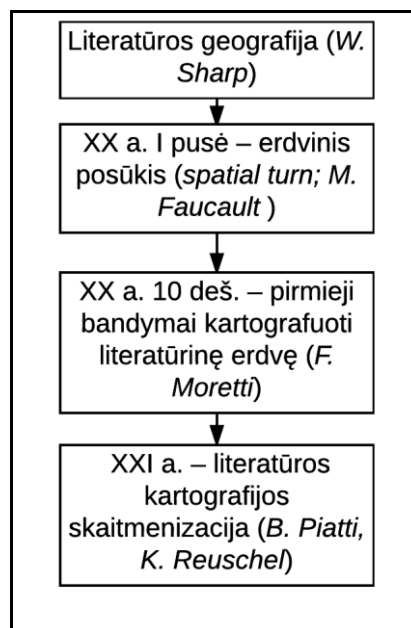 Literatūros geografija (W.
Sharp)
XX a. I pusė – erdvinis
posūkis (spatial turn; M.
Faucault )
XX a. 10 deš. – pirmieji
bandymai kartografuoti
literatūrinę erdvę (F.
Moretti)
XXI a. – literatūros
kartografijos
skaitmenizacija (B. Piatti,
K. Reuschel)